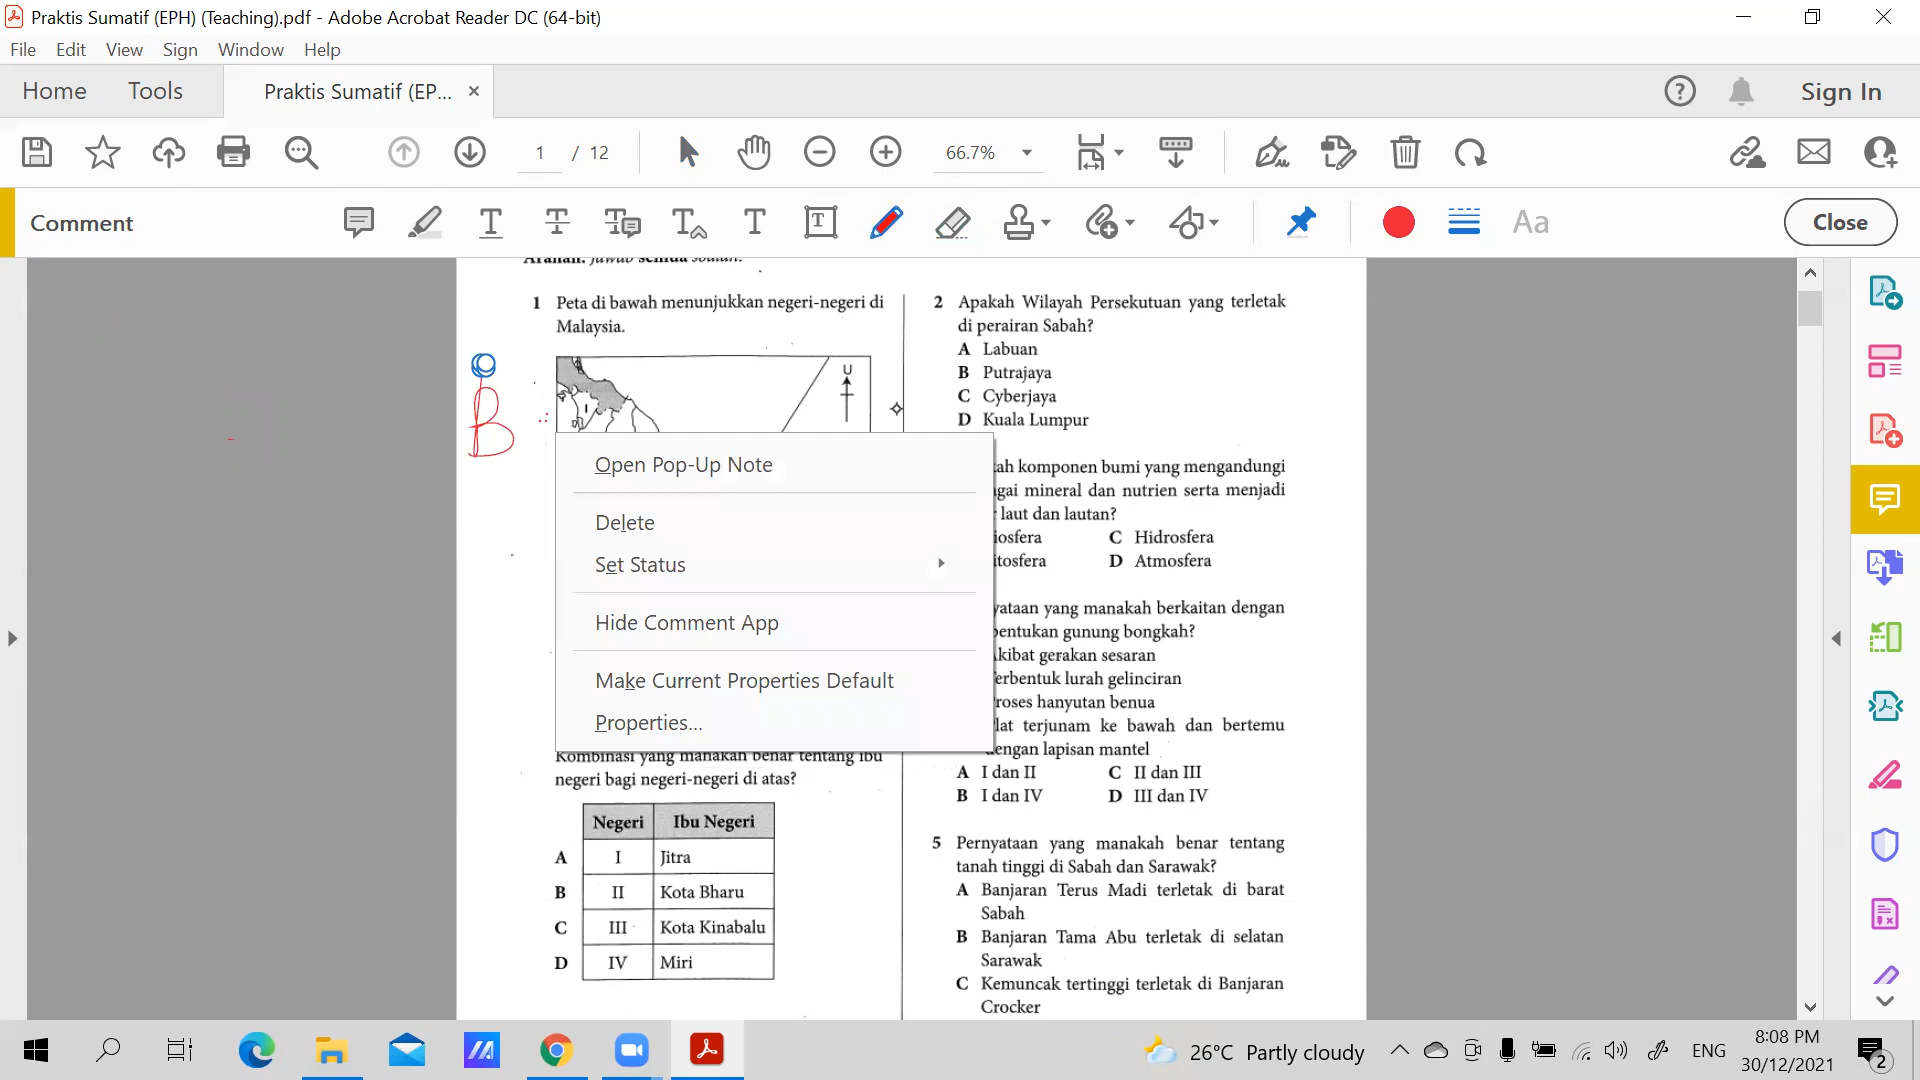 Praktis Sumatif (EPH) (Teaching).pdf - Adobe Acrobat Reader DC (64-bit)
File Edit View Sign Window Help
Home Tools Praktis Sumatif (EP... × Sign In
1 / 12 66.7%
Comment Aa Close
Arahan: Jawab semua soalan.
1 Peta di bawah menunjukkan negeri-negeri di
Malaysia.
U
I
B
Open Pop-Up Note
Delete
Set Status
Hide Comment App
Make Current Properties Default
Properties...
Kombinasi yang manakah benar tentang ibu
negeri bagi negeri-negeri di atas?
Negeri Ibu Negeri
A I Jitra
B II Kota Bharu
C III Kota Kinabalu
D IV Miri
2 Apakah Wilayah Persekutuan yang terletak
di perairan Sabah?
A Labuan
B Putrajaya
C Cyberjaya
D Kuala Lumpur
kah komponen bumi yang mengandungi
agai mineral dan nutrien serta menjadi
r laut dan lautan?
iosfera C Hidrosfera
itosfera D Atmosfera
yataan yang manakah berkaitan dengan
bentukan gunung bongkah?
Akibat gerakan sesaran
erbentuk lurah gelinciran
roses hanyutan benua
lat terjunam ke bawah dan bertemu
dengan lapisan mantel
A I dan II C II dan III
B I dan IV D III dan IV
5 Pernyataan yang manakah benar tentang
tanah tinggi di Sabah dan Sarawak?
A Banjaran Terus Madi terletak di barat
Sabah
B Banjaran Tama Abu terletak di selatan
Sarawak
C Kemuncak tertinggi terletak di Banjaran
Crocker
26°C Partly cloudy ENG 8:08 PM
30/12/2021 2